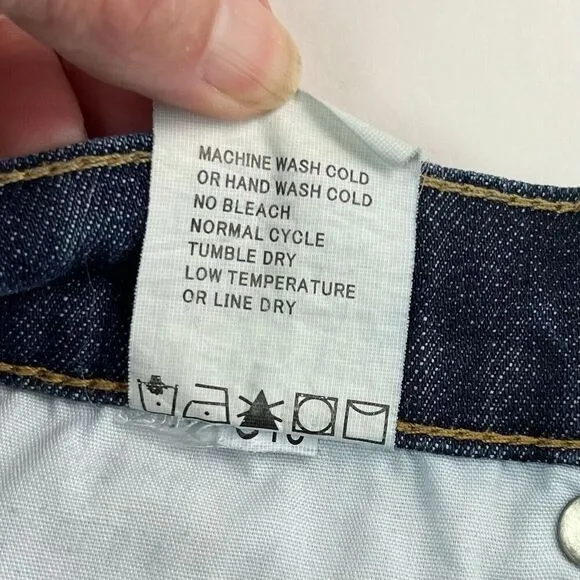 MACHINE WASH COLD
OR HAND WASH COLD
NO BLEACH
NORMAL CYCLE
TUMBLE DRY
LOW TEMPERATURE
OR LINE DRY